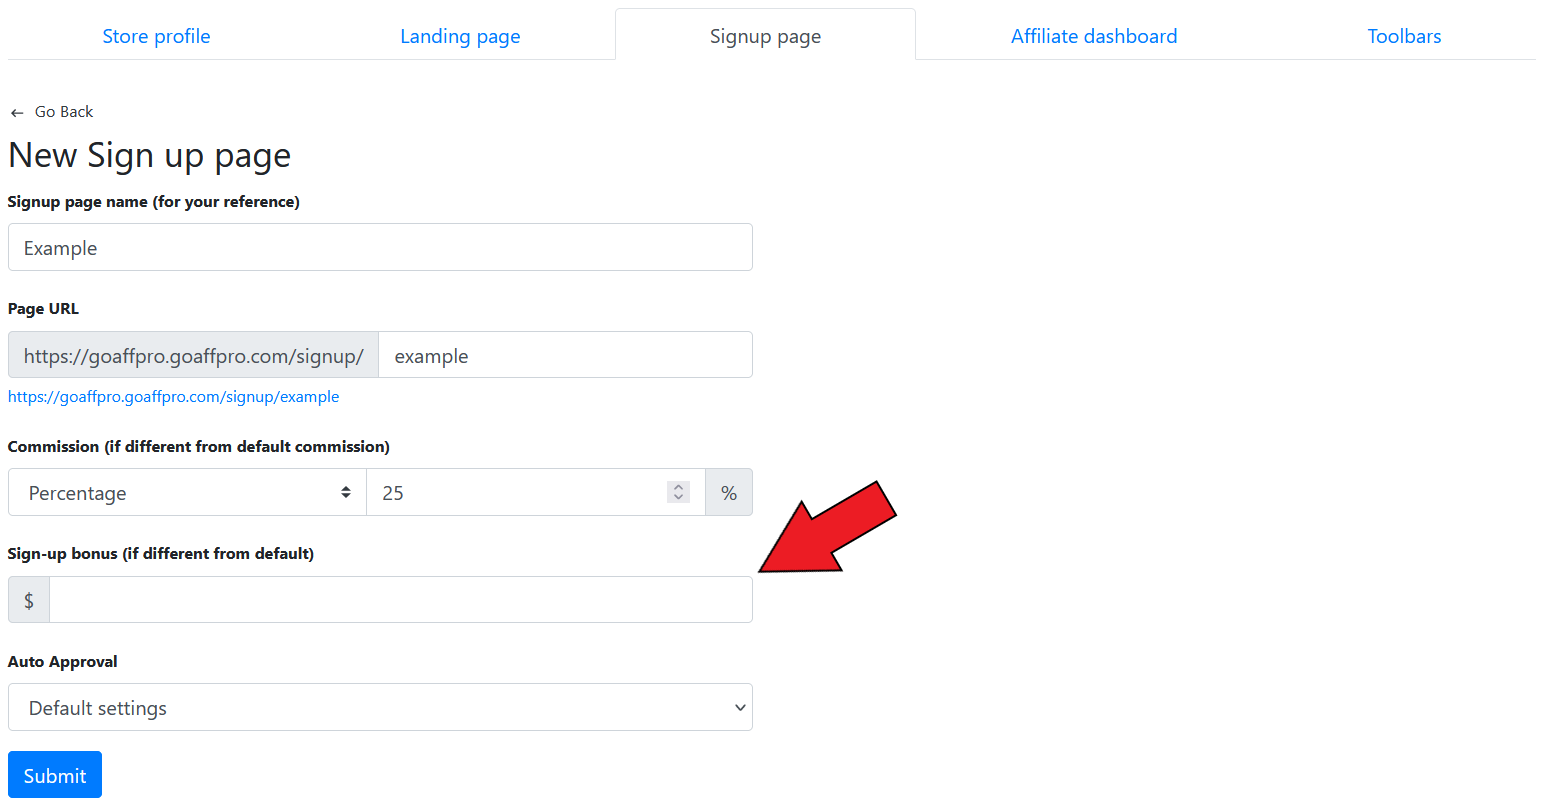 Store profile Landing page Signup page Affiliate dashboard Toolbars
← Go Back
New Sign up page
Signup page name (for your reference)
Example
Page URL
https://goaffpro.goaffpro.com/signup/ example
https://goaffpro.goaffpro.com/signup/example
Commission (if different from default commission)
Percentage 25 %
Sign-up bonus (if different from default)
$
Auto Approval
Default settings
Submit